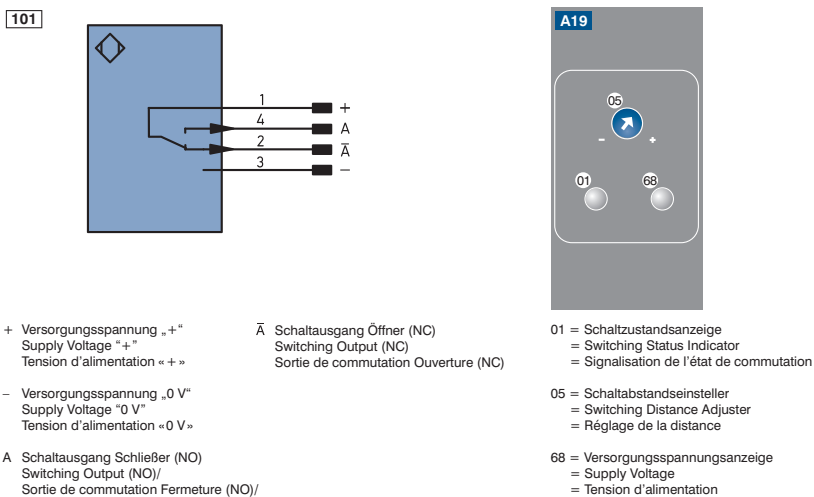 101
1
+
4
A
2
A̅
3
–
A19
05
– +
01
68
+ Versorgungsspannung „+“
Supply Voltage “+”
Tension d’alimentation «+»
– Versorgungsspannung „0 V“
Supply Voltage “0 V”
Tension d’alimentation «0 V»
A Schaltausgang Schließer (NO)
Switching Output (NO)/
Sortie de commutation Fermeture (NO)/
A̅ Schaltausgang Öffner (NC)
Switching Output (NC)
Sortie de commutation Ouverture (NC)
01 = Schaltzustandsanzeige
= Switching Status Indicator
= Signalisation de l’état de commutation
05 = Schaltabstandseinsteller
= Switching Distance Adjuster
= Réglage de la distance
68 = Versorgungsspannungsanzeige
= Supply Voltage
= Tension d’alimentation